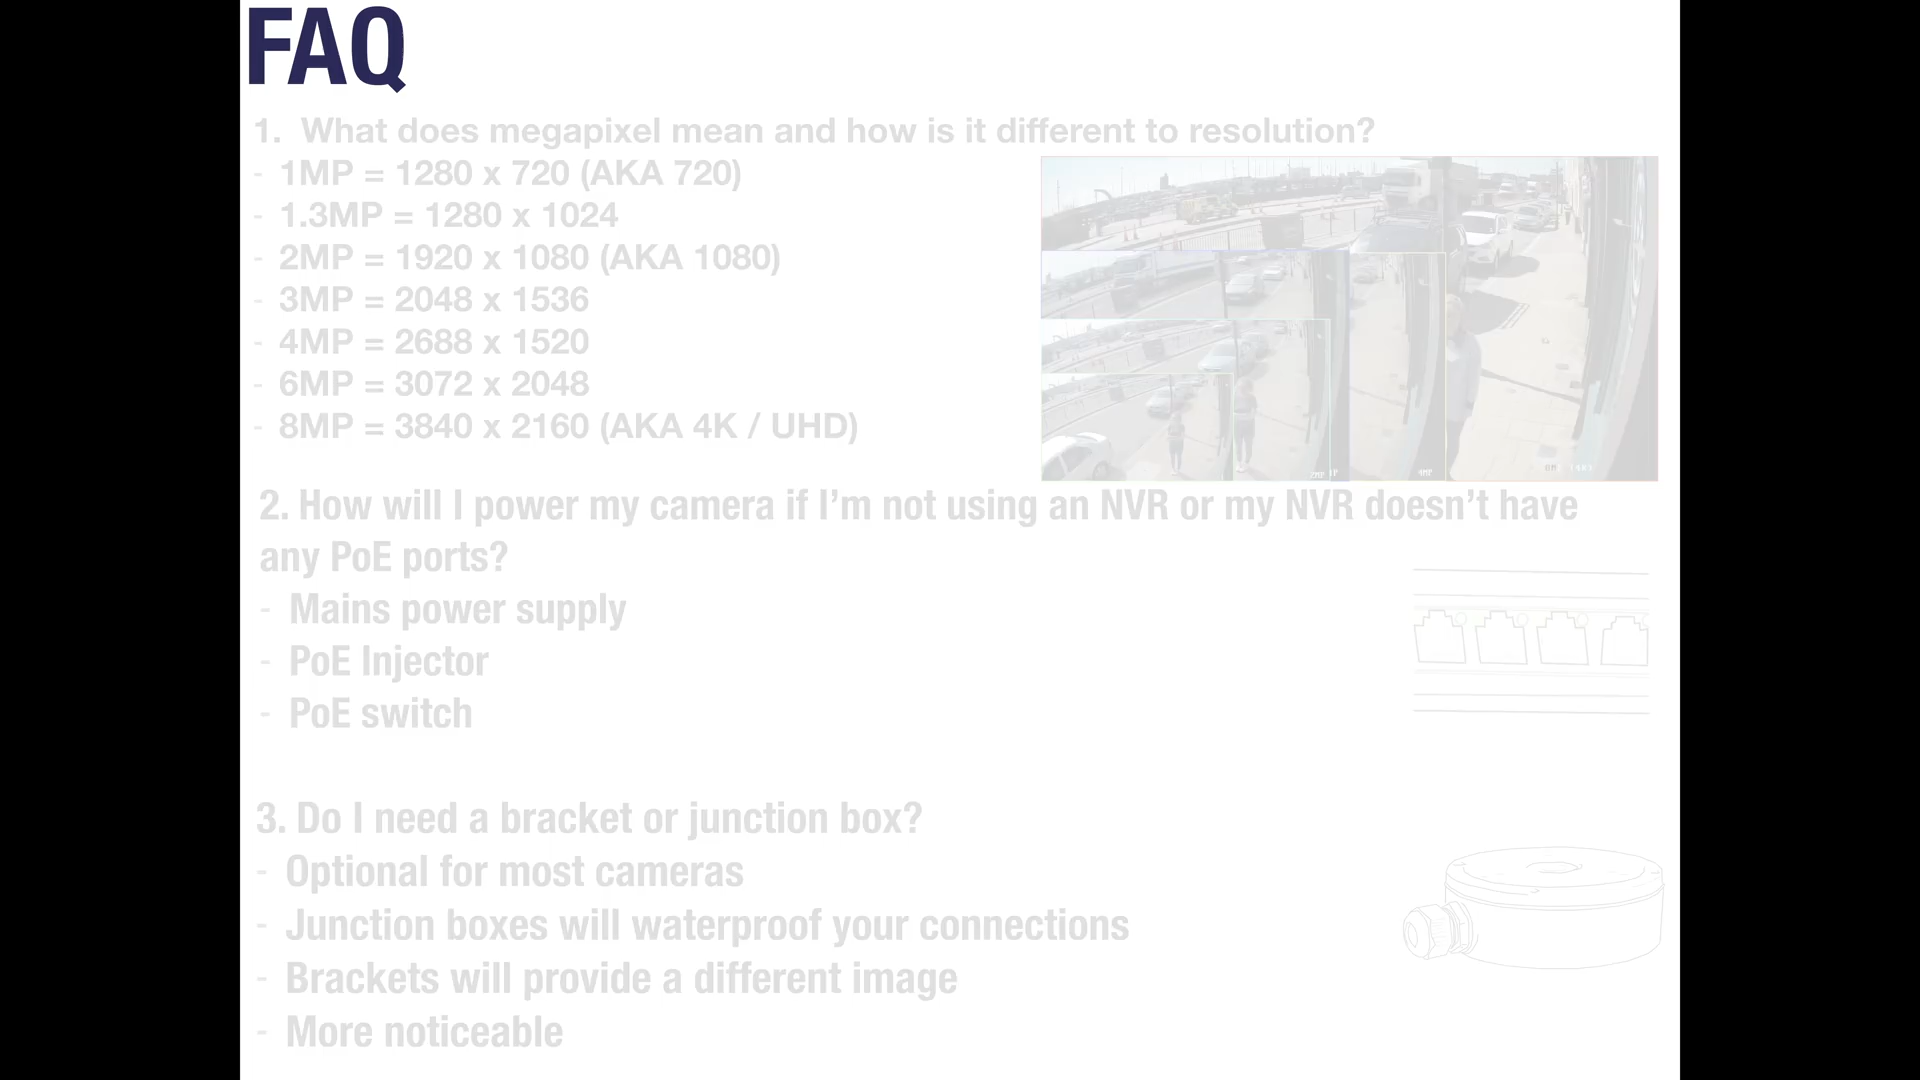 FAQ
1. What does megapixel mean and how is it different to resolution?
- 1MP = 1280 x 720 (AKA 720)
- 1.3MP = 1280 x 1024
- 2MP = 1920 x 1080 (AKA 1080)
- 3MP = 2048 x 1536
- 4MP = 2688 x 1520
- 6MP = 3072 x 2048
- 8MP = 3840 x 2160 (AKA 4K / UHD)
2MP
4MP
2. How will I power my camera if I’m not using an NVR or my NVR doesn’t have
any PoE ports?
- Mains power supply
- PoE Injector
- PoE switch
3. Do I need a bracket or junction box?
- Optional for most cameras
- Junction boxes will waterproof your connections
- Brackets will provide a different image
- More noticeable